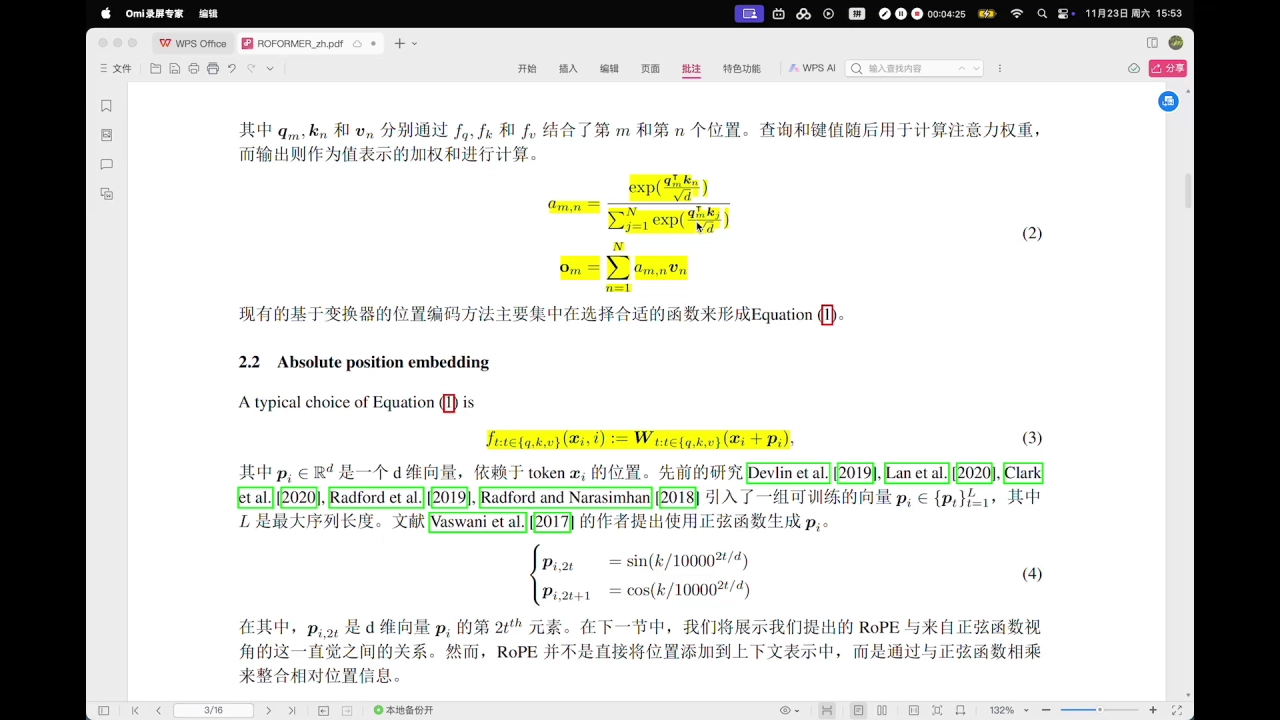 Omi录屏专家 编辑 拼 00:04:25 11月23日 周六 15:53
WPS Office ROFORMER_zh.pdf
文件 开始 插入 编辑 页面 批注 特色功能 WPS AI 输入查找内容 分享
其中 qₘ, kₙ 和 vₙ 分别通过 f_q, f_k 和 f_v 结合了第 m 和第 n 个位置。查询和键值随后用于计算注意力权重，
而输出则作为值表示的加权和进行计算。
a_{m,n} = exp(q_m^⊤ k_n / √d) / ∑_{j=1}^{N} exp(q_m^⊤ k_j / √d)
(2)
o_m = ∑_{n=1}^{N} a_{m,n} v_n
现有的基于变换器的位置编码方法主要集中在选择合适的函数来形成Equation (1)。
2.2 Absolute position embedding
A typical choice of Equation (1) is
f_{t:t∈{q,k,v}}(x_i, i) := W_{t:t∈{q,k,v}}(x_i + p_i), (3)
其中 p_i ∈ ℝ^d 是一个 d 维向量，依赖于 token x_i 的位置。先前的研究 Devlin et al. [2019], Lan et al. [2020], Clark
et al. [2020], Radford et al. [2019], Radford and Narasimhan [2018] 引入了一组可训练的向量 p_i ∈ {p_t}_{t=1}^{L}，其中
L 是最大序列长度。文献 Vaswani et al. [2017] 的作者提出使用正弦函数生成 p_i。
p_{i,2t} = sin(k/10000^{2t/d})
(4)
p_{i,2t+1} = cos(k/10000^{2t/d})
在其中，p_{i,2t} 是 d 维向量 p_i 的第 2t^{th} 元素。在下一节中，我们将展示我们提出的 RoPE 与来自正弦函数视
角的这一直觉之间的关系。然而，RoPE 并不是直接将位置添加到上下文表示中，而是通过与正弦函数相乘
来整合相对位置信息。
3/16 本地备份开 132%